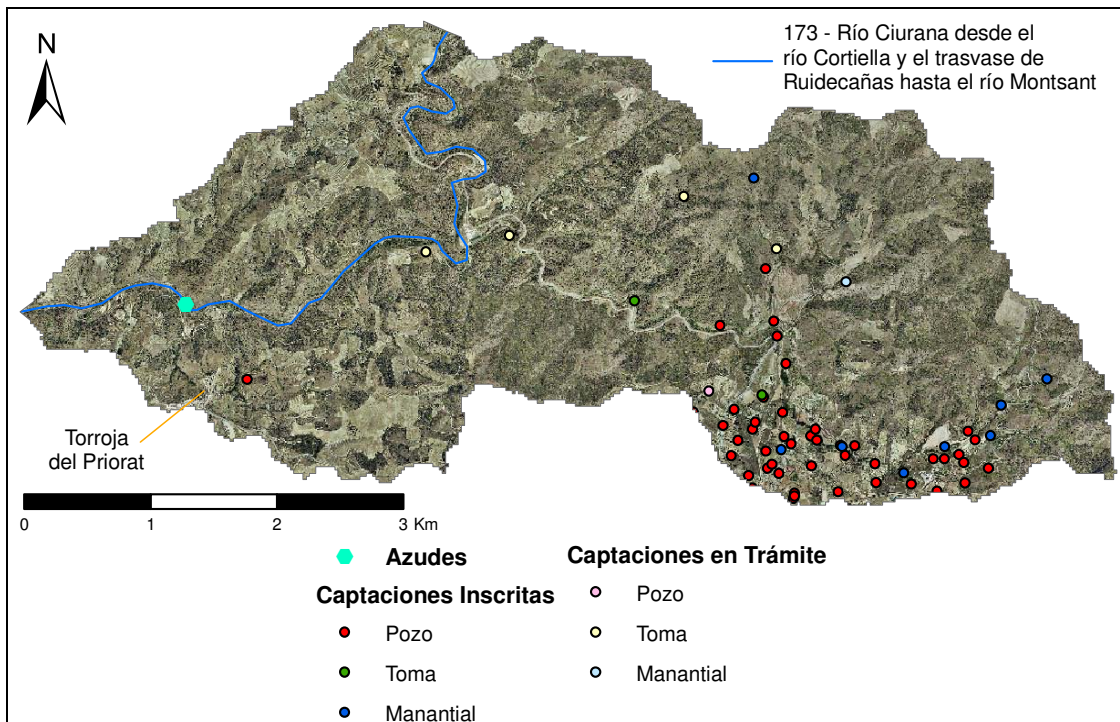 N
173 - Río Ciurana desde el
río Cortiella y el trasvase de
Ruidecañas hasta el río Montsant
Torroja
del Priorat
0 1 2 3 Km
Azudes
Captaciones Inscritas
Pozo
Toma
Manantial
Captaciones en Trámite
Pozo
Toma
Manantial